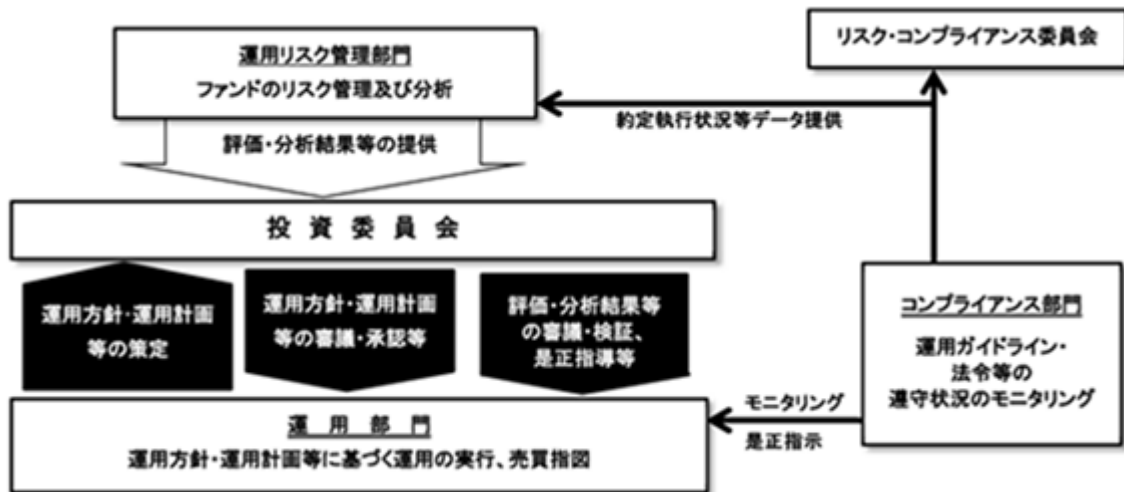 運用リスク管理部門
ファンドのリスク管理及び分析
リスク・コンプライアンス委員会
約定執行状況等データ提供
評価・分析結果等の提供
投資委員会
運用方針・運用計画
等の策定
運用方針・運用計画
等の審議・承認等
評価・分析結果等
の審議・検証、
是正指導等
コンプライアンス部門
運用ガイドライン・
法令等の
遵守状況のモニタリング
モニタリング
是正指示
運用部門
運用方針・運用計画等に基づく運用の実行、売買指図